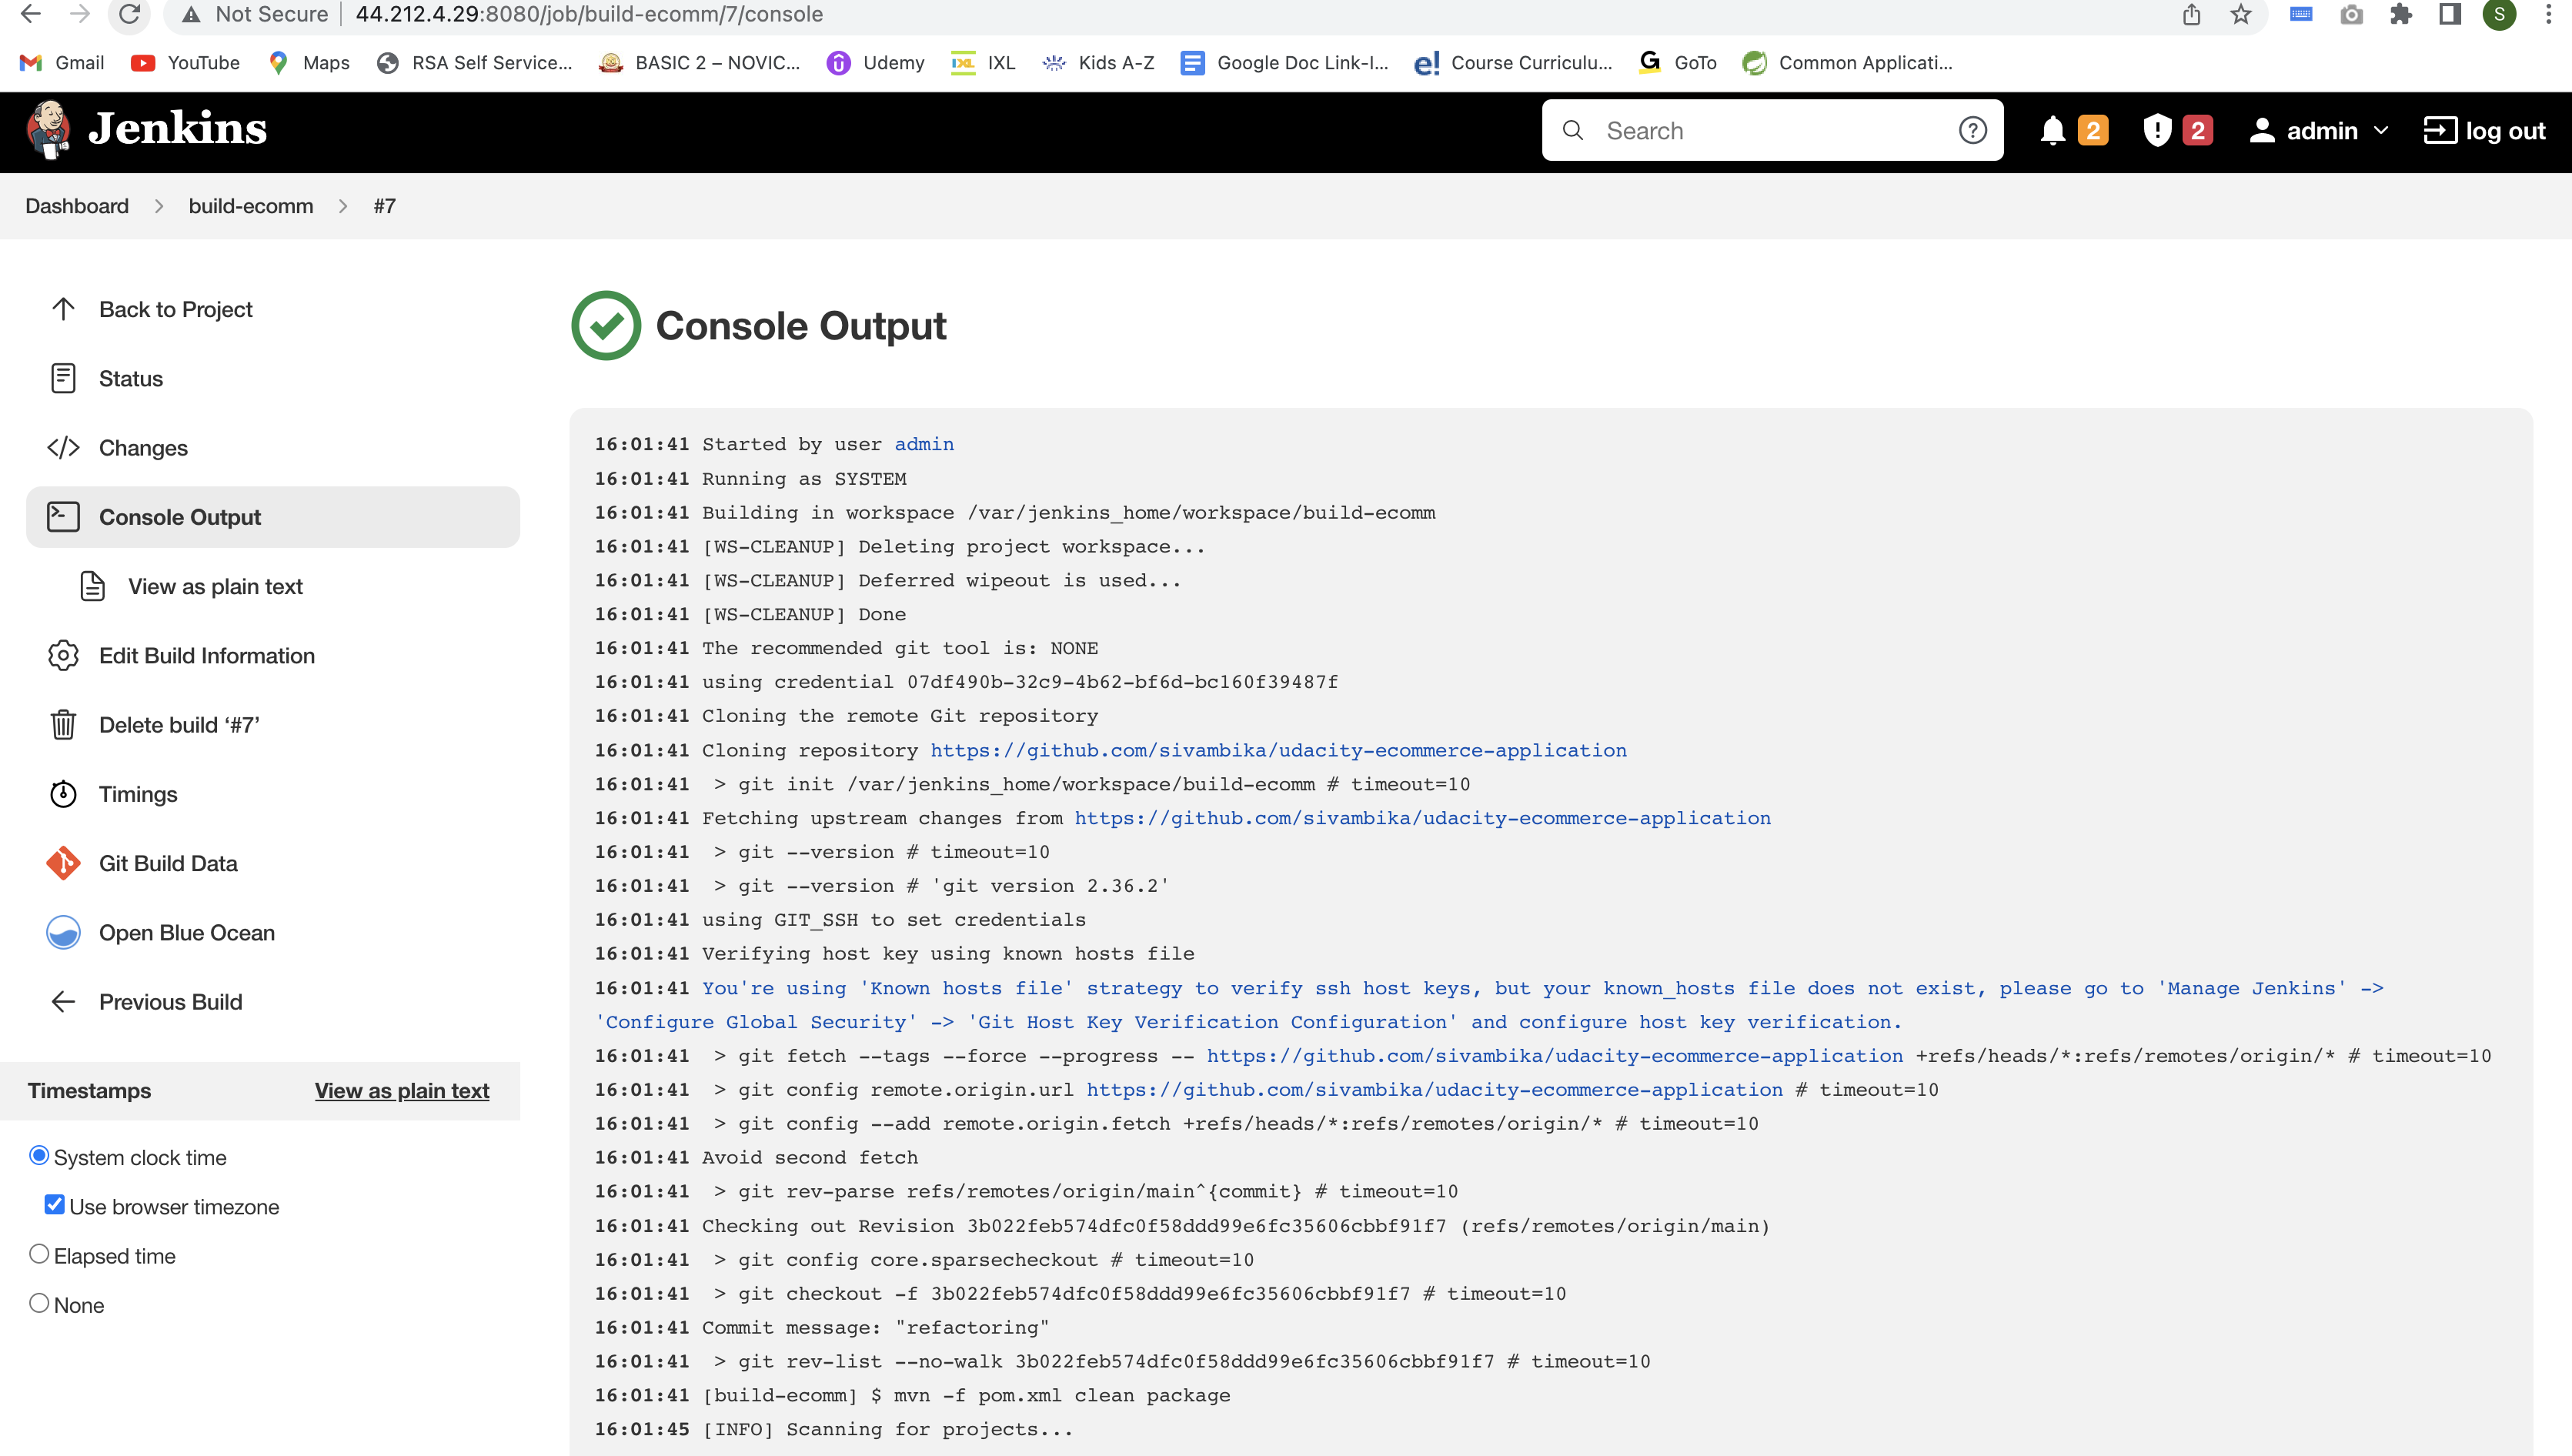 Not Secure 44.212.4.29:8080/job/build-ecomm/7/console S
Gmail YouTube Maps RSA Self Service... BASIC 2 – NOVIC... Udemy IXL IXL Kids A-Z Google Doc Link-I... e! Course Curriculu... G GoTo Common Applicati...
Jenkins Search ? 2 2 admin log out
Dashboard build-ecomm #7
Back to Project
Status
Changes
Console Output
View as plain text
Edit Build Information
Delete build ‘#7’
Timings
Git Build Data
Open Blue Ocean
Previous Build
Timestamps View as plain text
System clock time
Use browser timezone
Elapsed time
None
Console Output
16:01:41 Started by user admin
16:01:41 Running as SYSTEM
16:01:41 Building in workspace /var/jenkins_home/workspace/build-ecomm
16:01:41 [WS-CLEANUP] Deleting project workspace...
16:01:41 [WS-CLEANUP] Deferred wipeout is used...
16:01:41 [WS-CLEANUP] Done
16:01:41 The recommended git tool is: NONE
16:01:41 using credential 07df490b-32c9-4b62-bf6d-bc160f39487f
16:01:41 Cloning the remote Git repository
16:01:41 Cloning repository https://github.com/sivambika/udacity-ecommerce-application
16:01:41  > git init /var/jenkins_home/workspace/build-ecomm # timeout=10
16:01:41 Fetching upstream changes from https://github.com/sivambika/udacity-ecommerce-application
16:01:41  > git --version # timeout=10
16:01:41  > git --version # 'git version 2.36.2'
16:01:41 using GIT_SSH to set credentials
16:01:41 Verifying host key using known hosts file
16:01:41 You're using 'Known hosts file' strategy to verify ssh host keys, but your known_hosts file does not exist, please go to 'Manage Jenkins' ->
'Configure Global Security' -> 'Git Host Key Verification Configuration' and configure host key verification.
16:01:41  > git fetch --tags --force --progress -- https://github.com/sivambika/udacity-ecommerce-application +refs/heads/*:refs/remotes/origin/* # timeout=10
16:01:41  > git config remote.origin.url https://github.com/sivambika/udacity-ecommerce-application # timeout=10
16:01:41  > git config --add remote.origin.fetch +refs/heads/*:refs/remotes/origin/* # timeout=10
16:01:41 Avoid second fetch
16:01:41  > git rev-parse refs/remotes/origin/main^{commit} # timeout=10
16:01:41 Checking out Revision 3b022feb574dfc0f58ddd99e6fc35606cbbf91f7 (refs/remotes/origin/main)
16:01:41  > git config core.sparsecheckout # timeout=10
16:01:41  > git checkout -f 3b022feb574dfc0f58ddd99e6fc35606cbbf91f7 # timeout=10
16:01:41 Commit message: "refactoring"
16:01:41  > git rev-list --no-walk 3b022feb574dfc0f58ddd99e6fc35606cbbf91f7 # timeout=10
16:01:41 [build-ecomm] $ mvn -f pom.xml clean package
16:01:45 [INFO] Scanning for projects...